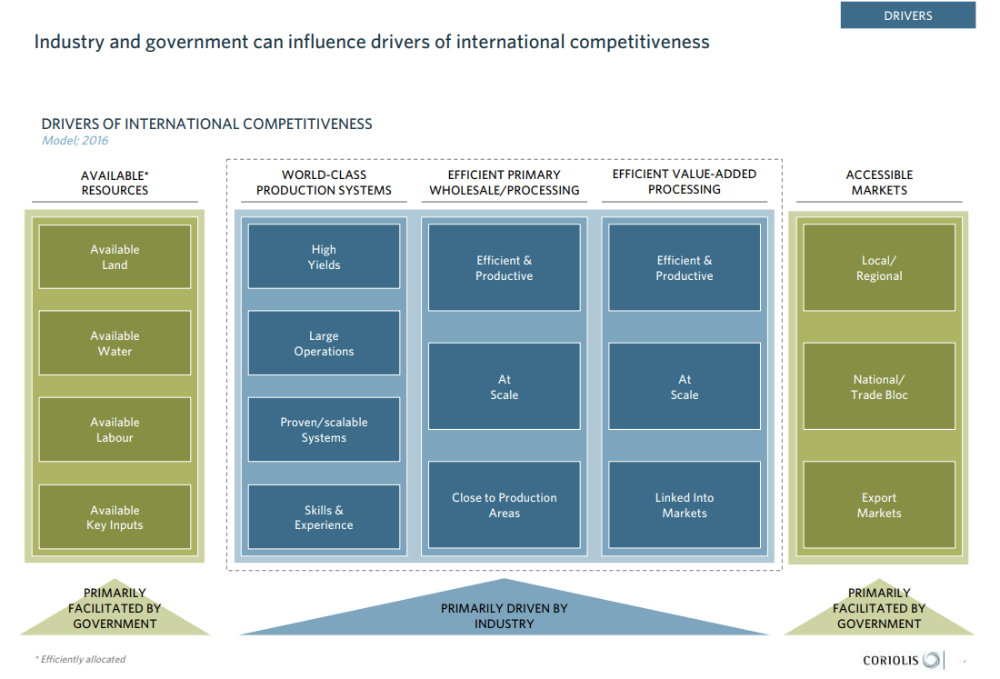 DRIVERS
Industry and government can influence drivers of international competitiveness
DRIVERS OF INTERNATIONAL COMPETITIVENESS
Model; 2016
AVAILABLE*
RESOURCES
Available
Land
Available
Water
Available
Labour
Available
Key Inputs
WORLD-CLASS
PRODUCTION SYSTEMS
High
Yields
Large
Operations
Proven/scalable
Systems
Skills &
Experience
EFFICIENT PRIMARY
WHOLESALE/PROCESSING
Efficient &
Productive
At
Scale
Close to Production
Areas
EFFICIENT VALUE-ADDED
PROCESSING
Efficient &
Productive
At
Scale
Linked Into
Markets
ACCESSIBLE
MARKETS
Local/
Regional
National/
Trade Bloc
Export
Markets
PRIMARILY
FACILITATED BY
GOVERNMENT
PRIMARILY DRIVEN BY
INDUSTRY
PRIMARILY
FACILITATED BY
GOVERNMENT
* Efficiently allocated
CORIOLIS